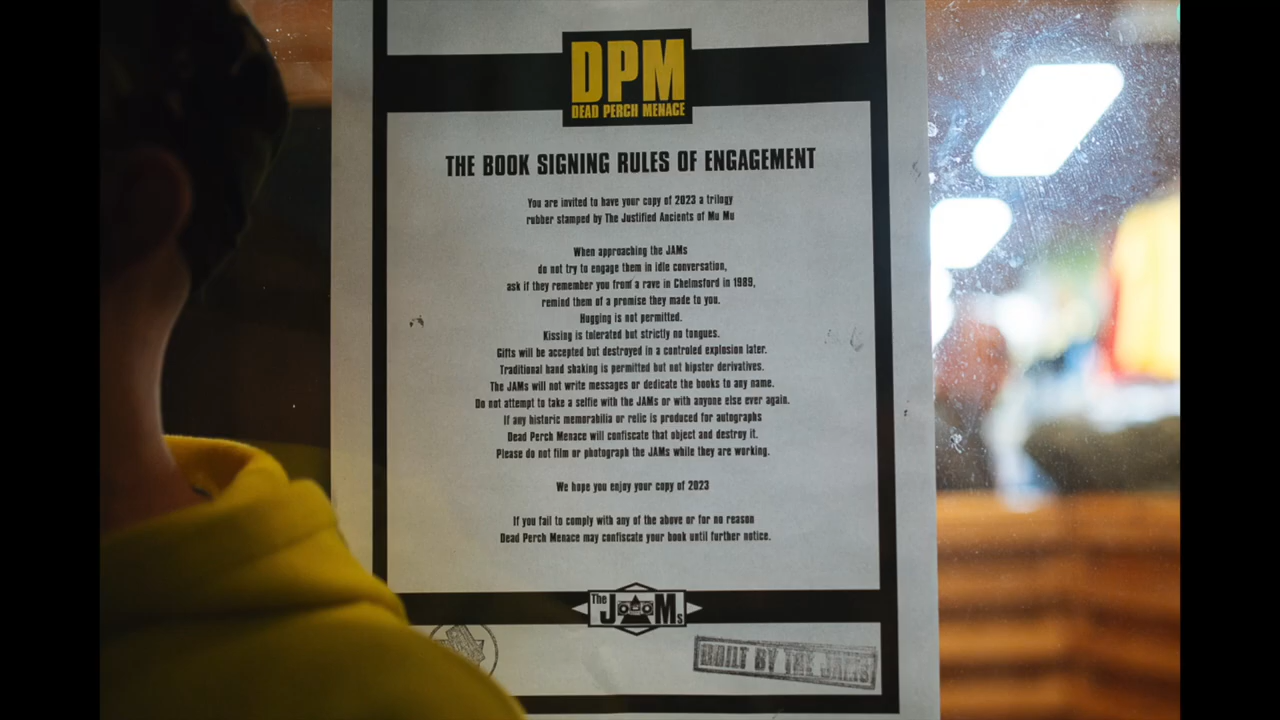 DPM
DEAD PERCH MENACE
THE BOOK SIGNING RULES OF ENGAGEMENT
You are invited to have your copy of 2023 a trilogy
rubber stamped by The Justified Ancients of Mu Mu
When approaching the JAMs
do not try to engage them in idle conversation,
ask if they remember you from a rave in Chelmsford in 1989,
remind them of a promise they made to you.
Hugging is not permitted.
Kissing is tolerated but strictly no tongues.
Gifts will be accepted but destroyed in a controled explosion later.
Traditional hand shaking is permitted but not hipster derivatives.
The JAMs will not write messages or dedicate the books to any name.
Do not attempt to take a selfie with the JAMs or with anyone else ever again.
If any historic memorabilia or relic is produced for autographs
Dead Perch Menace will confiscate that object and destroy it.
Please do not film or photograph the JAMs while they are working.
We hope you enjoy your copy of 2023
If you fail to comply with any of the above or for no reason
Dead Perch Menace may confiscate your book until further notice.
The JAMs
BUILT BY THE JAMS